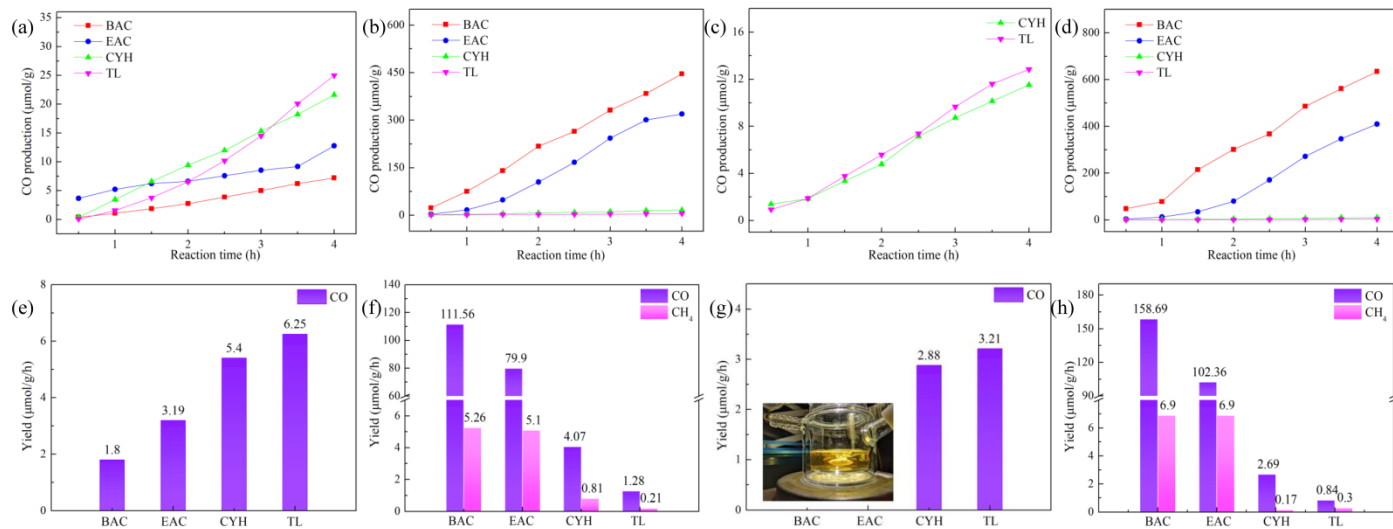 (a)
BAC
EAC
CYH
TL
CO production (μmol/g)
35
30
25
20
15
10
5
0
1
2
3
4
Reaction time (h)
(b)
BAC
EAC
CYH
TL
CO production (μmol/g)
600
450
300
150
0
1
2
3
4
Reaction time (h)
(c)
CYH
TL
CO production (μmol/g)
16
12
8
4
0
1
2
3
4
Reaction time (h)
(d)
BAC
EAC
CYH
TL
CO production (μmol/g)
800
600
400
200
0
1
2
3
4
Reaction time (h)
(e)
CO
Yield (μmol/g/h)
8
6
4
2
0
1.8
3.19
5.4
6.25
BAC
EAC
CYH
TL
(f)
CO
CH4
Yield (μmol/g/h)
140
120
100
80
60
6
4
2
0
111.56
5.26
79.9
5.1
4.07
0.81
1.28
0.21
BAC
EAC
CYH
TL
(g)
CO
Yield (μmol/g/h)
4
3
2
1
0
2.88
3.21
BAC
EAC
CYH
TL
(h)
CO
CH4
Yield (μmol/g/h)
180
150
120
90
8
6
4
2
0
158.69
6.9
102.36
6.9
2.69
0.17
0.84
0.3
BAC
EAC
CYH
TL